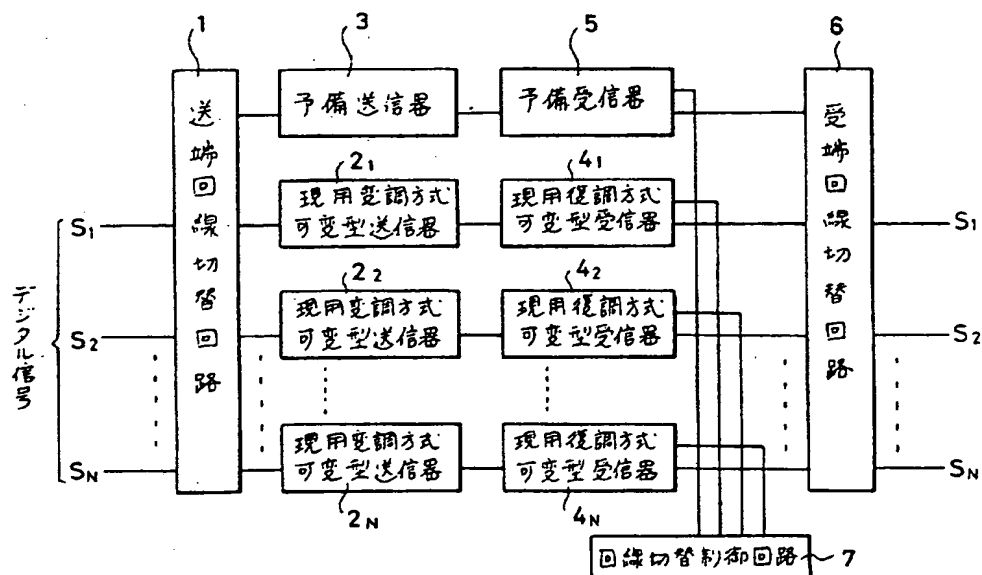 1
3
5
6
送端回線切替回路
予備送信器
予備受信器
受端回線切替回路
2₁
4₁
現用変調方式
可変型送信器
現用復調方式
可変型受信器
S₁
S₁
2₂
4₂
現用変調方式
可変型送信器
現用復調方式
可変型受信器
デジタル信号
S₂
S₂
現用変調方式
可変型送信器
現用復調方式
可変型受信器
S_N
S_N
2_N
4_N
回線切替制御回路
7